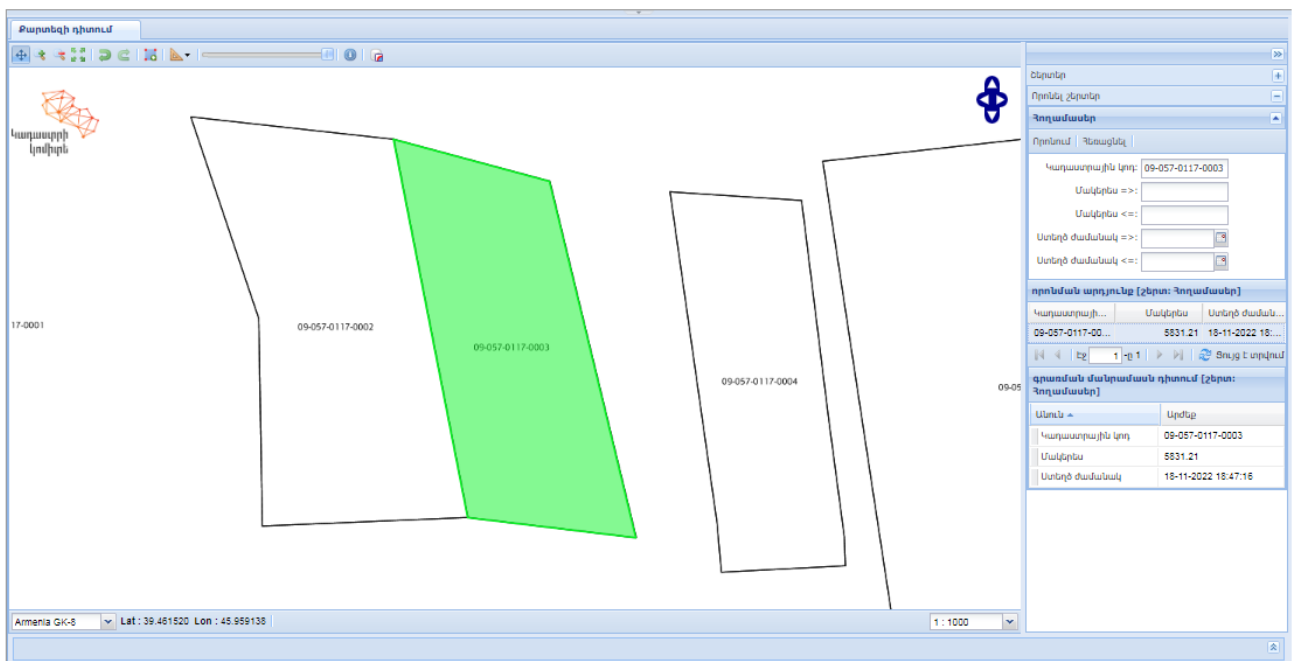 Քարտեզի դիտում
Կադաստրի
կոմիտե
17-0001
09-057-0117-0002
09-057-0117-0003
09-057-0117-0004
09-05
Armenia GK-8
Lat : 39.461520 Lon : 45.959138
1 : 1000
Շերտեր
Որոնել շերտեր
Հողամասեր
Որոնում Հեռացնել
Կադաստրային կոդ: 09-057-0117-0003
Մակերես =>:
Մակերես <=:
Ստեղծ ժամանակ =>:
Ստեղծ ժամանակ <=:
որոնման արդյունք [շերտ: Հողամասեր]
Կադաստրայի... Մակերես Ստեղծ ժաման...
09-057-0117-00... 5831.21 18-11-2022 18:...
Էջ 1 -ը 1 Ցույց է տրվում
գրառման մանրամասն դիտում [շերտ:
Հողամասեր]
Անուն Արժեք
Կադաստրային կոդ 09-057-0117-0003
Մակերես 5831.21
Ստեղծ ժամանակ 18-11-2022 18:47:16